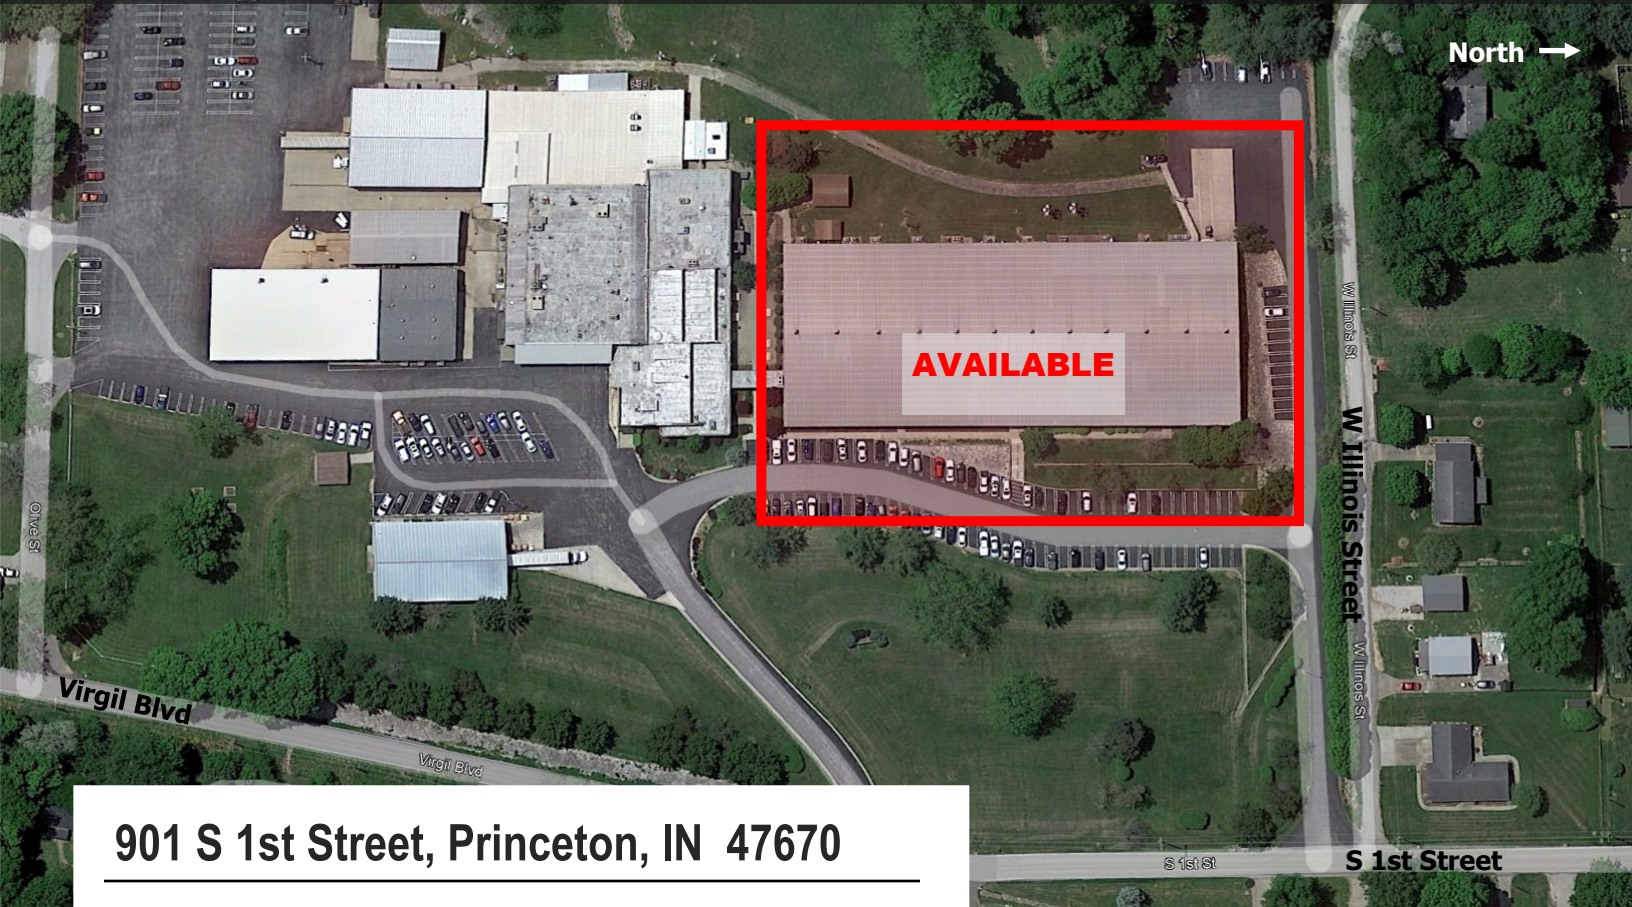 North
W Illinois St
AVAILABLE
W Illinois Street
Olive St
W Illinois St
Virgil Blvd
Virgil Blvd
901 S 1st Street, Princeton, IN  47670
S 1st St
S 1st Street